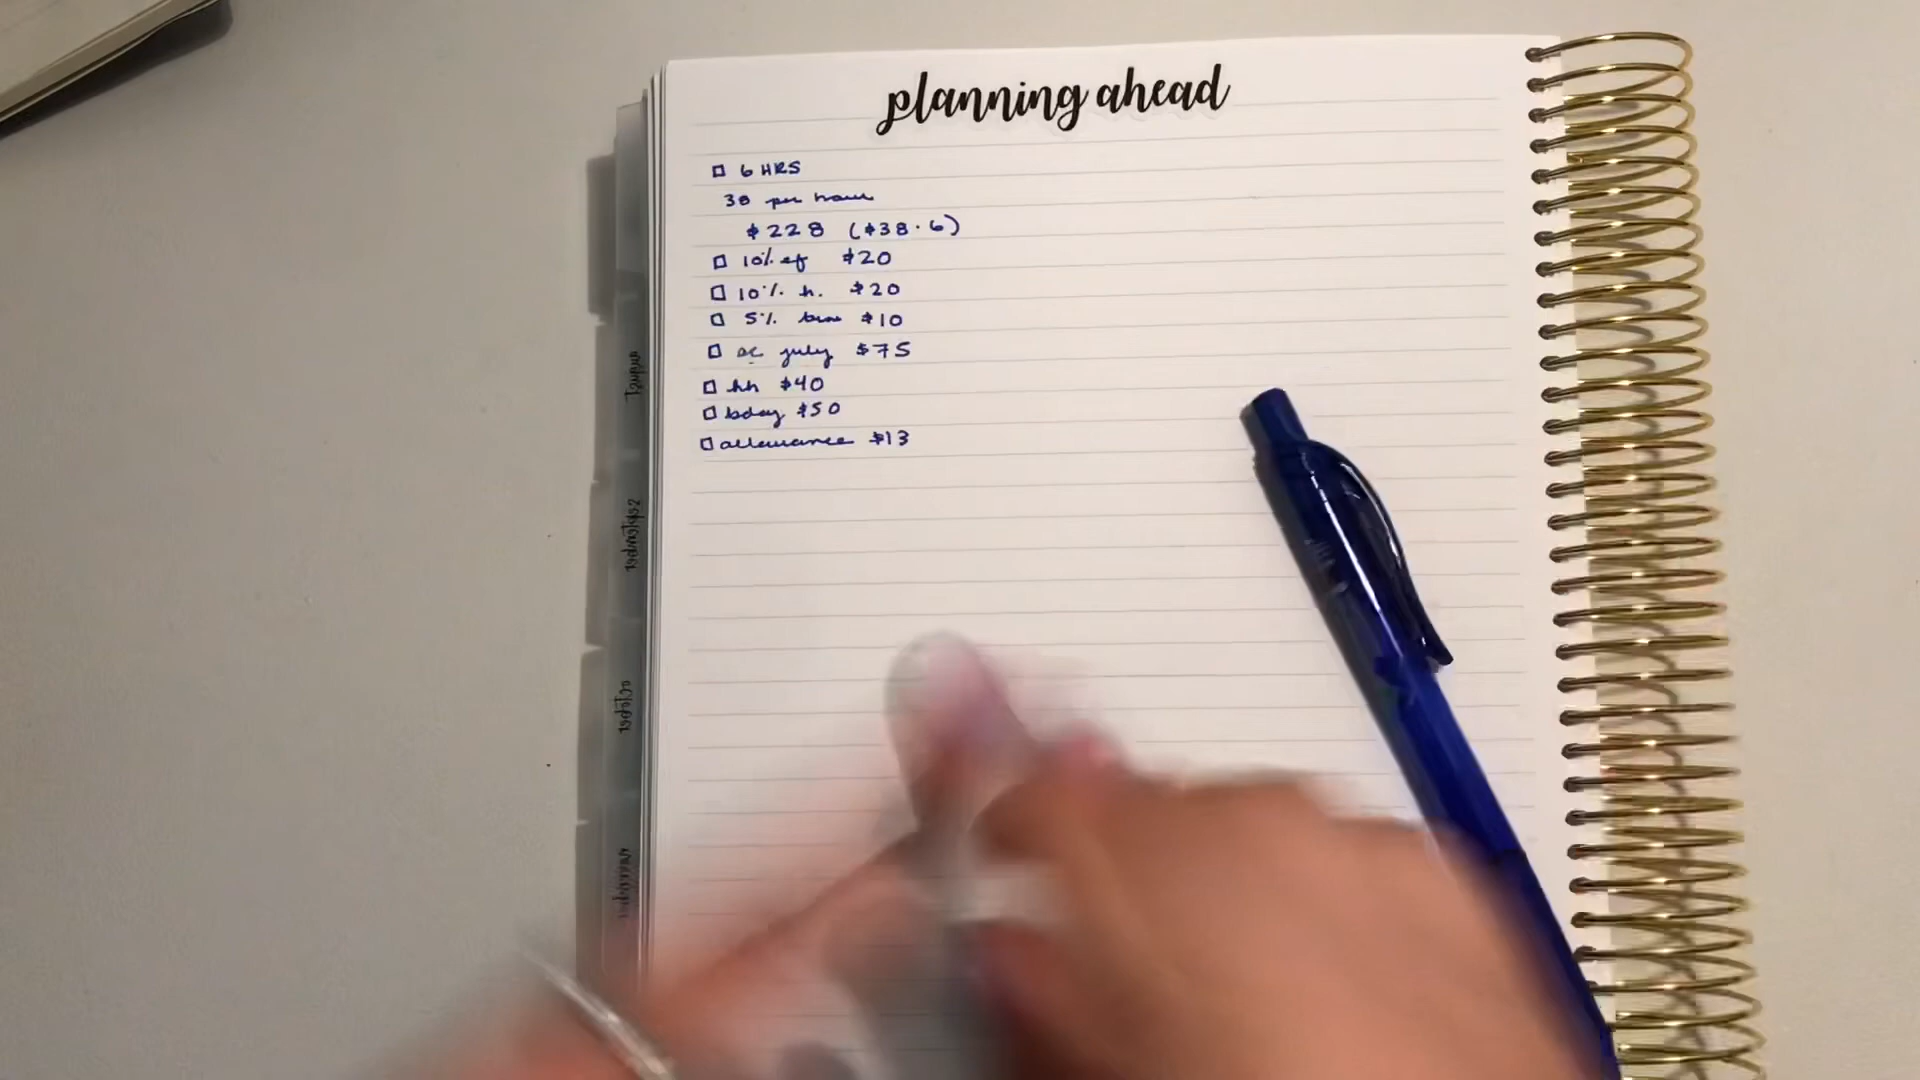 planning ahead
6 HRS
38 per hour
$228 ($38·6)
10% ef $20
10% h. $20
5% $10
july $75
hh $40
bday $50
allowance $13